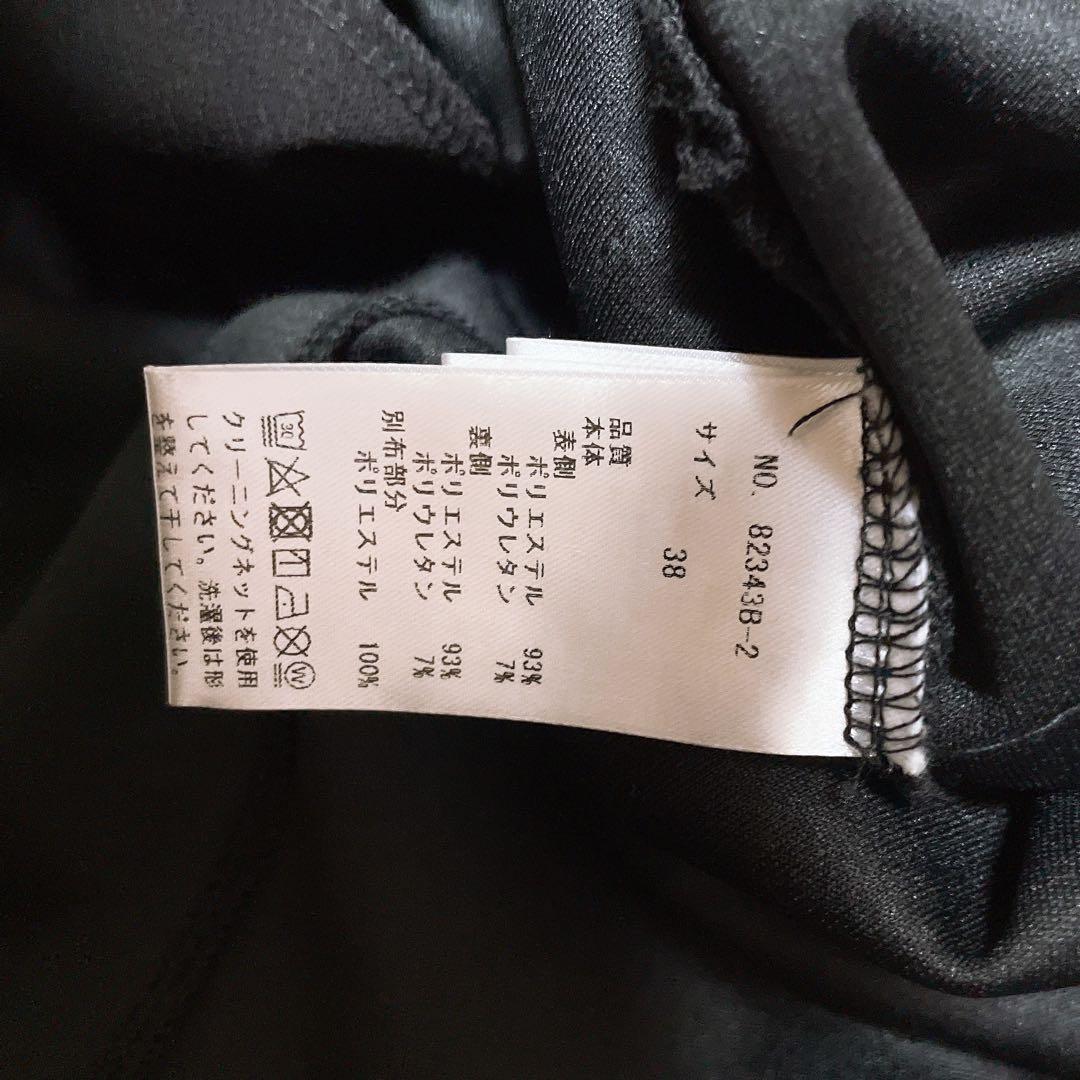 NO. 82343B-2
サイズ 38
品質
本体
表側
ポリエステル 93%
ポリウレタン 7%
裏側
ポリエステル 93%
ポリウレタン 7%
別布部分
ポリエステル 100%
30 W
クリーニングネットを使用
してください。洗濯後は形
を整えて干してください。